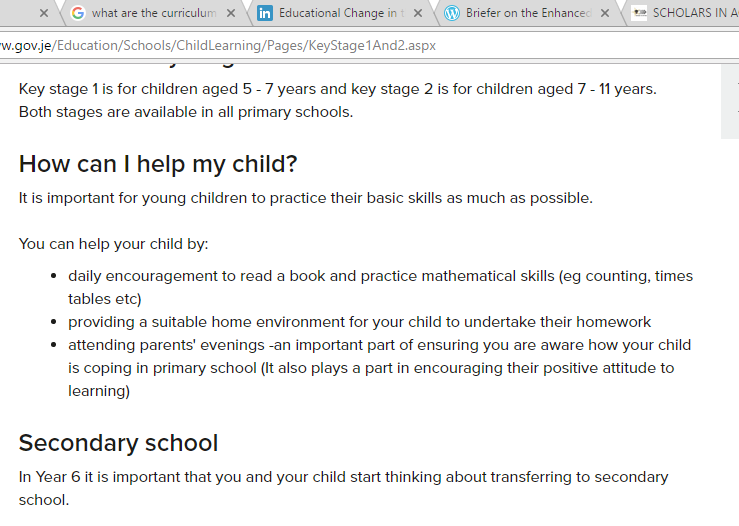 what are the curriculum
Educational Change in
Briefer on the Enhanced
SCHOLARS IN A
w.gov.je/Education/Schools/ChildLearning/Pages/KeyStage1And2.aspx
Key stage 1 is for children aged 5 - 7 years and key stage 2 is for children aged 7 - 11 years.
Both stages are available in all primary schools.
How can I help my child?
It is important for young children to practice their basic skills as much as possible.
You can help your child by:
daily encouragement to read a book and practice mathematical skills (eg counting, times
tables etc)
providing a suitable home environment for your child to undertake their homework
attending parents' evenings -an important part of ensuring you are aware how your child
is coping in primary school (It also plays a part in encouraging their positive attitude to
learning)
Secondary school
In Year 6 it is important that you and your child start thinking about transferring to secondary
school.